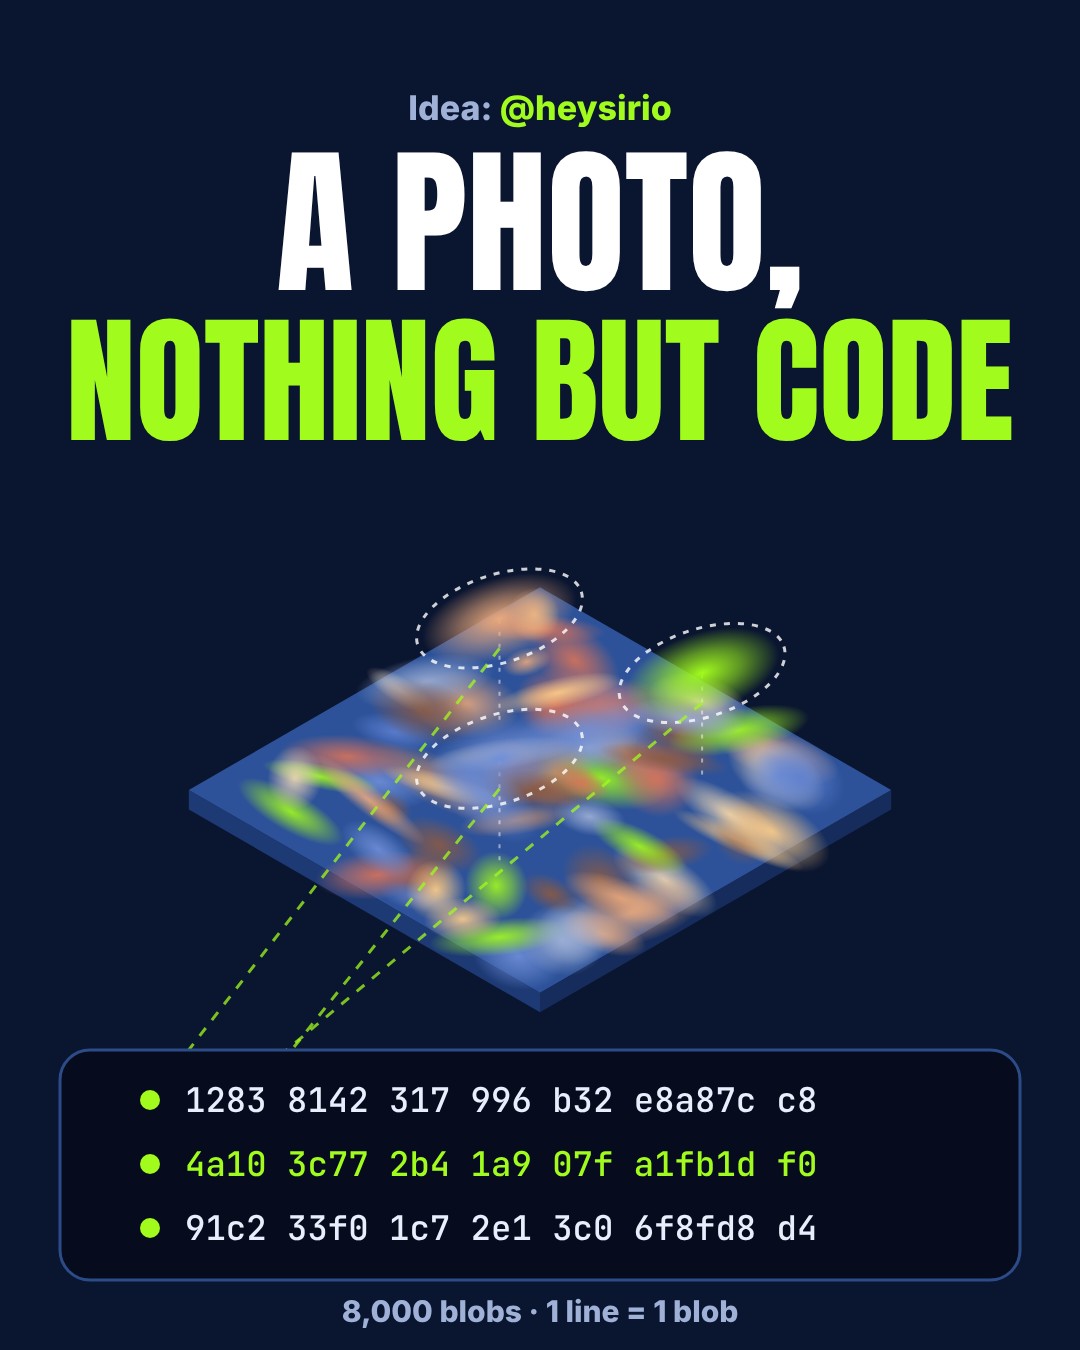 Idea: @heysirio
A PHOTO,
NOTHING BUT CODE
1283 8142 317 996 b32 e8a87c c8
4a10 3c77 2b4 1a9 07f a1fb1d f0
91c2 33f0 1c7 2e1 3c0 6f8fd8 d4
8,000 blobs · 1 line = 1 blob